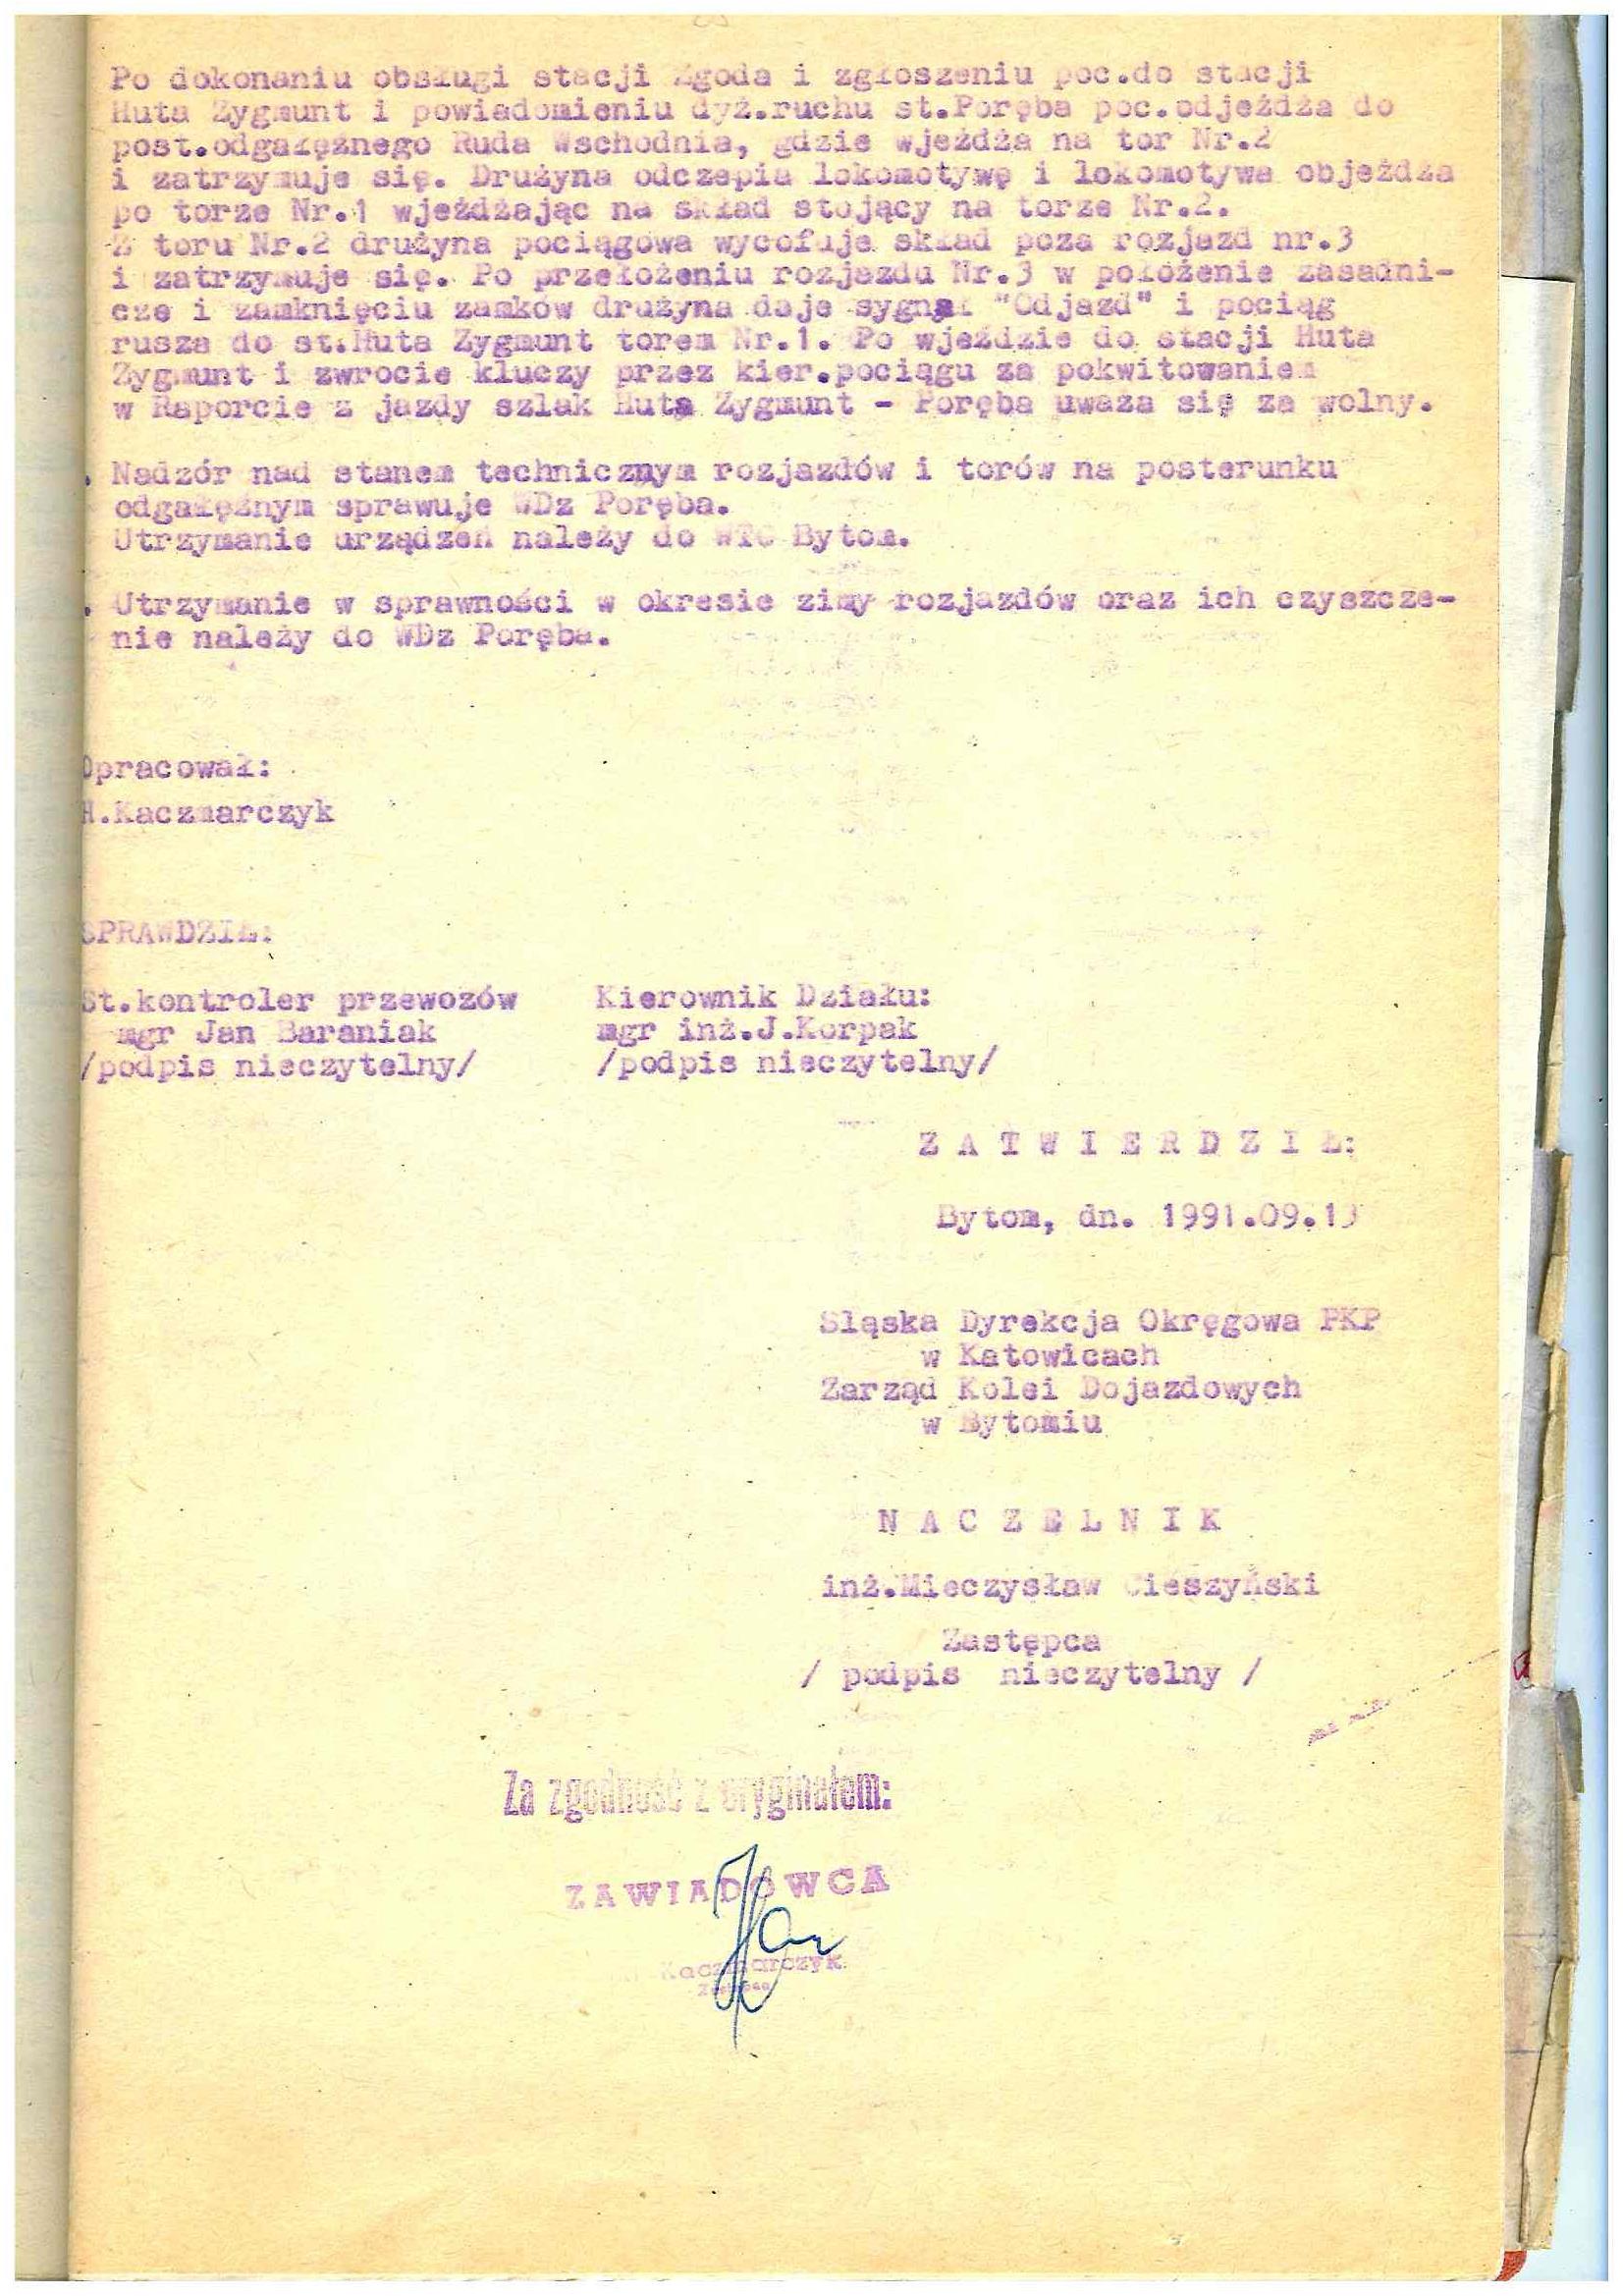 Po dokonaniu obsługi stacji Zgoda i zgłoszeniu poc.do stacji
Huta Zygmunt i powiadomieniu dyż.ruchu st.Poręba poc.odjeżdża do
post.odgałęźnego Ruda Wschodnia, gdzie wjeżdża na tor Nr.2
i zatrzymuje się. Drużyna odczepia lokomotywę i lokomotywa objeżdża
po torze Nr.1 wjeżdżając na skład stojący na torze Nr.2.
Z toru Nr.2 drużyna pociągowa wycofuje skład poza rozjazd nr.3
i zatrzymuje się. Po przełożeniu rozjazdu Nr.3 w położenie zasadni-
cze i zamknięciu zamków drużyna daje sygnał "Odjazd" i pociąg
rusza do st.Huta Zygmunt torem Nr.1. Po wjeździe do stacji Huta
Zygmunt i zwrocie kluczy przez kier.pociągu za pokwitowaniem
w Raporcie z jazdy szlak Huta Zygmunt - Poręba uważa się za wolny.
. Nadzór nad stanem technicznym rozjazdów i torów na posterunku
odgałęźnym sprawuje WDz Poręba.
Utrzymanie urządzeń należy do WTC Bytom.
. Utrzymanie w sprawności w okresie zimy rozjazdów oraz ich czyszcze-
nie należy do WDz Poręba.
Opracował:
H.Kaczmarczyk
SPRAWDZIŁ:
St.kontroler przewozów Kierownik Działu:
mgr Jan Baraniak mgr inż.J.Korpak
/podpis nieczytelny/ /podpis nieczytelny/
Z A T W I E R D Z I Ł:
Bytom, dn. 1991.09.1
Śląska Dyrekcja Okręgowa PKP
w Katowicach
Zarząd Kolei Dojazdowych
w Bytomiu
N A C Z E L N I K
inż.Mieczysław Cieszyński
Zastępca
/ podpis nieczytelny /
Za zgodność z oryginałem:
ZAWIADOWCA
Kaczmarczyk